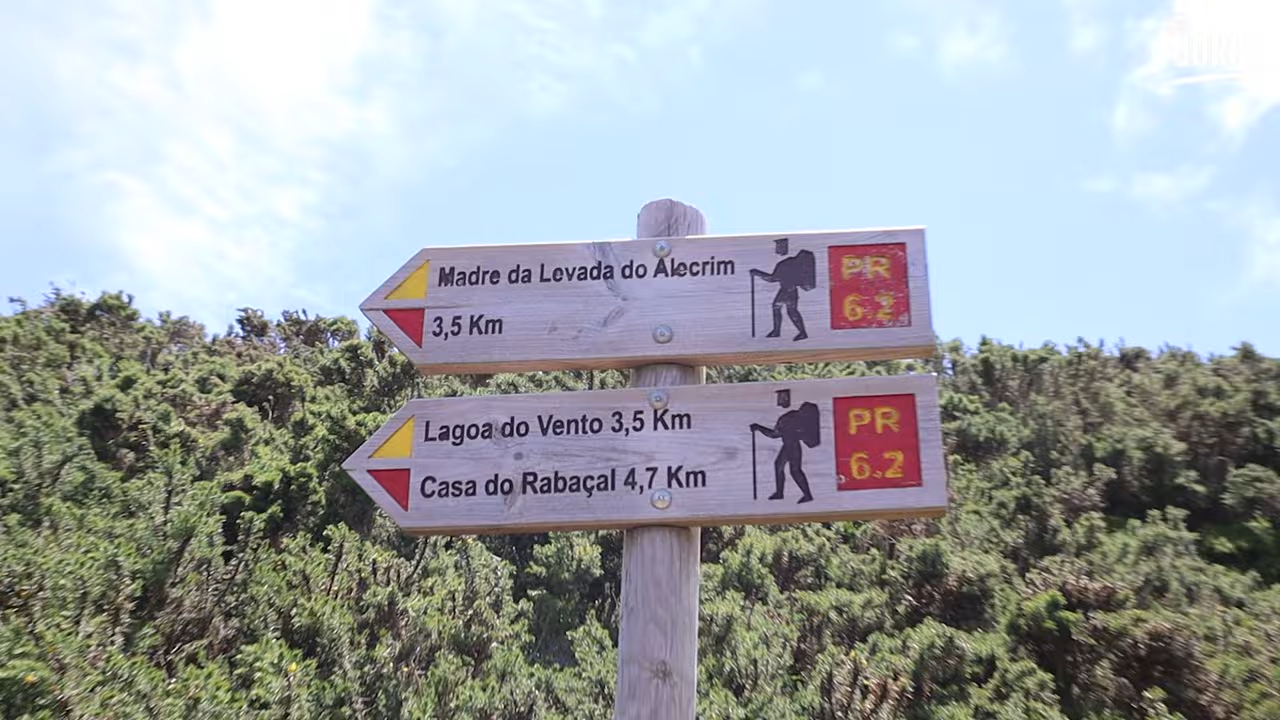 Madre da Levada do Alecrim
3,5 Km
PR
6.2
Lagoa do Vento 3,5 Km
Casa do Rabaçal 4,7 Km
PR
6.2